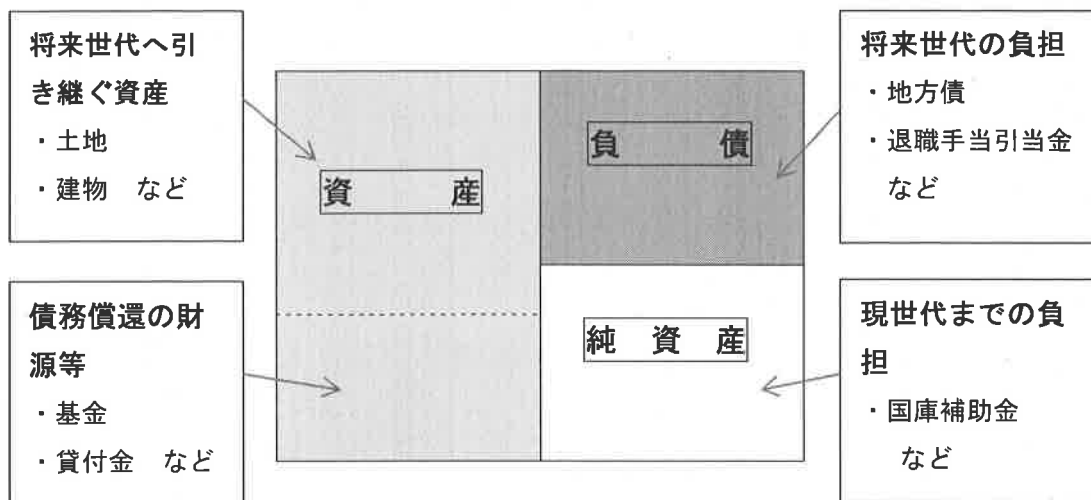 将来世代へ引
き継ぐ資産
・土地
・建物　など
債務償還の財
源等
・基金
・貸付金　など
資　　　産
負　　　債
純　資　産
将来世代の負担
・地方債
・退職手当引当金
など
現世代までの負
担
・国庫補助金
など